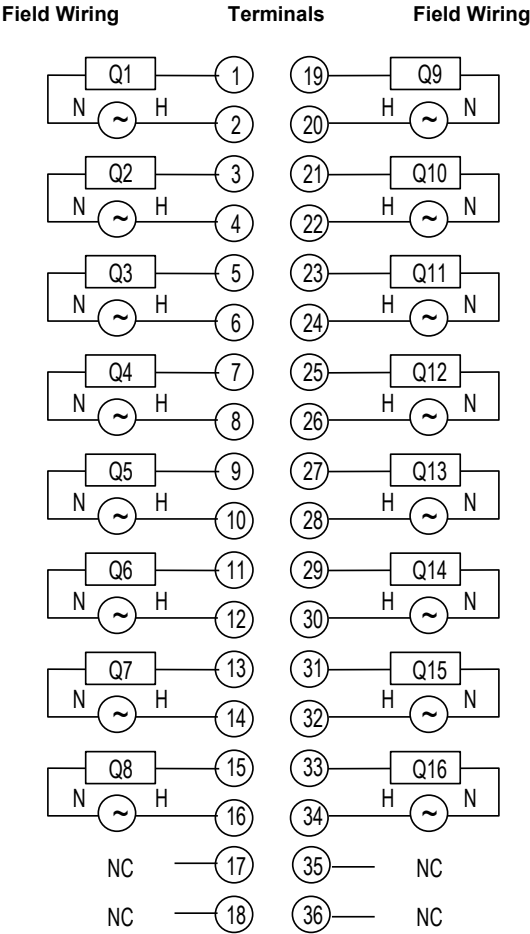 Field Wiring Terminals Field Wiring
Q1 1 19 Q9
N ~ H 2 20 H ~ N
Q2 3 21 Q10
N ~ H 4 22 H ~ N
Q3 5 23 Q11
N ~ H 6 24 H ~ N
Q4 7 25 Q12
N ~ H 8 26 H ~ N
Q5 9 27 Q13
N ~ H 10 28 H ~ N
Q6 11 29 Q14
N ~ H 12 30 H ~ N
Q7 13 31 Q15
N ~ H 14 32 H ~ N
Q8 15 33 Q16
N ~ H 16 34 H ~ N
NC 17 35 NC
NC 18 36 NC